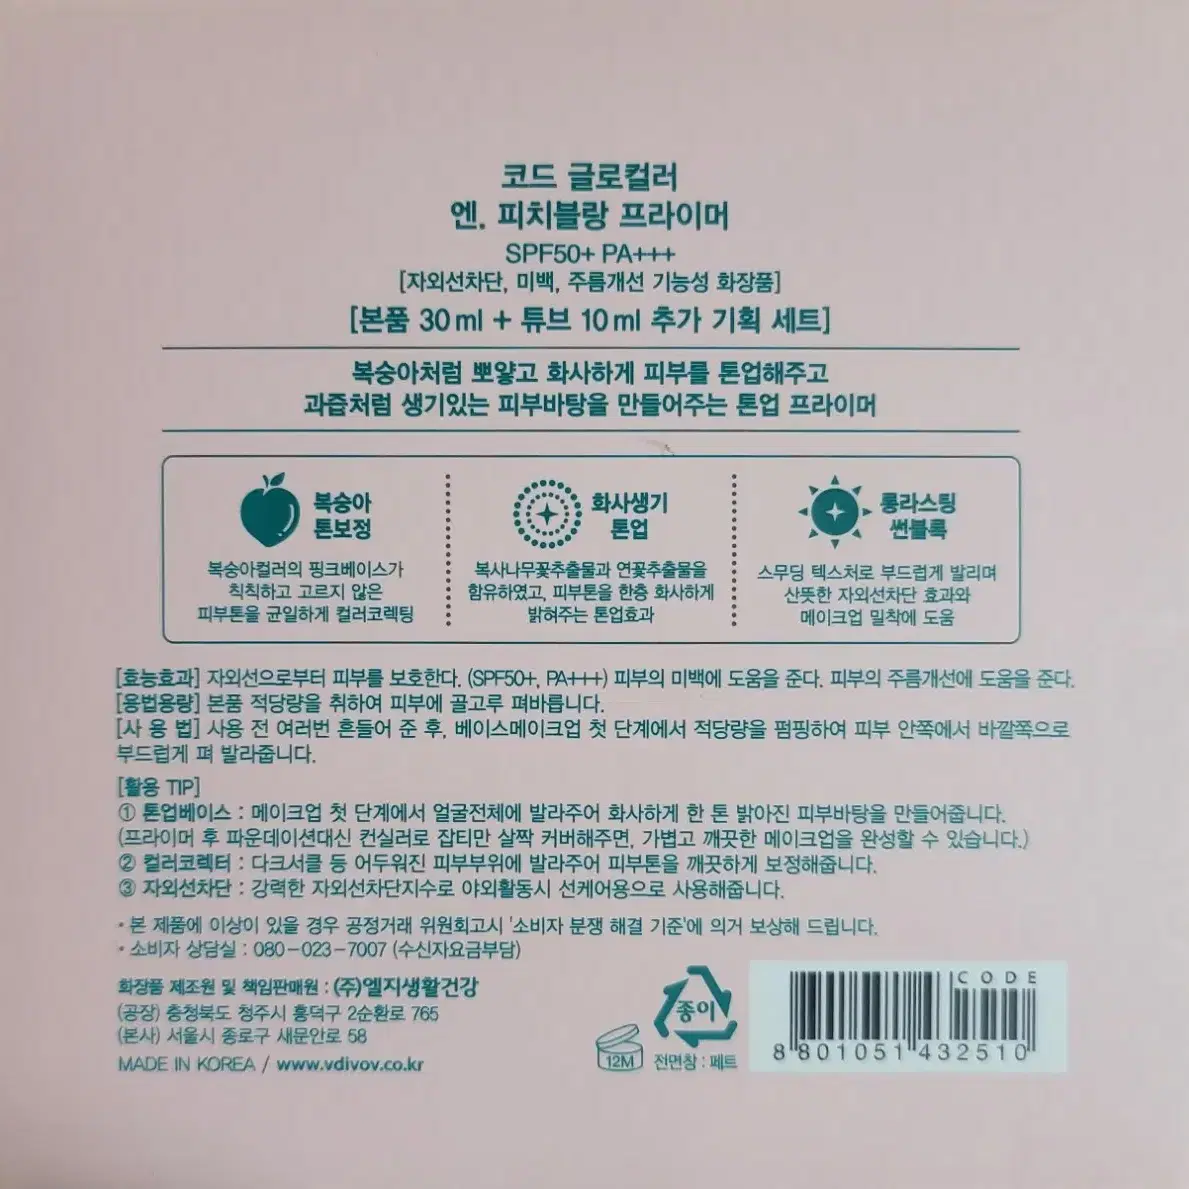 코드 글로컬러
엔. 피치블랑 프라이머
SPF50+ PA+++
[자외선차단, 미백, 주름개선 기능성 화장품]
[본품 30ml + 튜브 10ml 추가 기획 세트]
복숭아처럼 뽀얗고 화사하게 피부를 톤업해주고
과즙처럼 생기있는 피부바탕을 만들어주는 톤업 프라이머
복숭아
톤보정
복숭아컬러의 핑크베이스가
칙칙하고 고르지 않은
피부톤을 균일하게 컬러코렉팅
화사생기
톤업
복사나무꽃추출물과 연꽃추출물을
함유하였고, 피부톤을 한층 화사하게
밝혀주는 톤업효과
롱라스팅
썬블록
스무딩 텍스처로 부드럽게 발리며
산뜻한 자외선차단 효과와
메이크업 밀착에 도움
[효능효과] 자외선으로부터 피부를 보호한다. (SPF50+, PA+++) 피부의 미백에 도움을 준다. 피부의 주름개선에 도움을 준다.
[용법용량] 본품 적당량을 취하여 피부에 골고루 펴바릅니다.
[사 용 법] 사용 전 여러번 흔들어 준 후, 베이스메이크업 첫 단계에서 적당량을 펌핑하여 피부 안쪽에서 바깥쪽으로
부드럽게 펴 발라줍니다.
[활용 TIP]
① 톤업베이스 : 메이크업 첫 단계에서 얼굴전체에 발라주어 화사하게 한 톤 밝아진 피부바탕을 만들어줍니다.
(프라이머 후 파운데이션대신 컨실러로 잡티만 살짝 커버해주면, 가볍고 깨끗한 메이크업을 완성할 수 있습니다.)
② 컬러코렉터 : 다크서클 등 어두워진 피부부위에 발라주어 피부톤을 깨끗하게 보정해줍니다.
③ 자외선차단 : 강력한 자외선차단지수로 야외활동시 선케어용으로 사용해줍니다.
• 본 제품에 이상이 있을 경우 공정거래 위원회고시 '소비자 분쟁 해결 기준'에 의거 보상해 드립니다.
• 소비자 상담실 : 080-023-7007 (수신자요금부담)
화장품 제조원 및 책임판매원 : (주)엘지생활건강
(공장) 충청북도 청주시 흥덕구 2순환로 765
(본사) 서울시 종로구 새문안로 58
MADE IN KOREA / www.vdivov.co.kr
12M
종이
전면창 : 페트
CODE
8 801051 432510